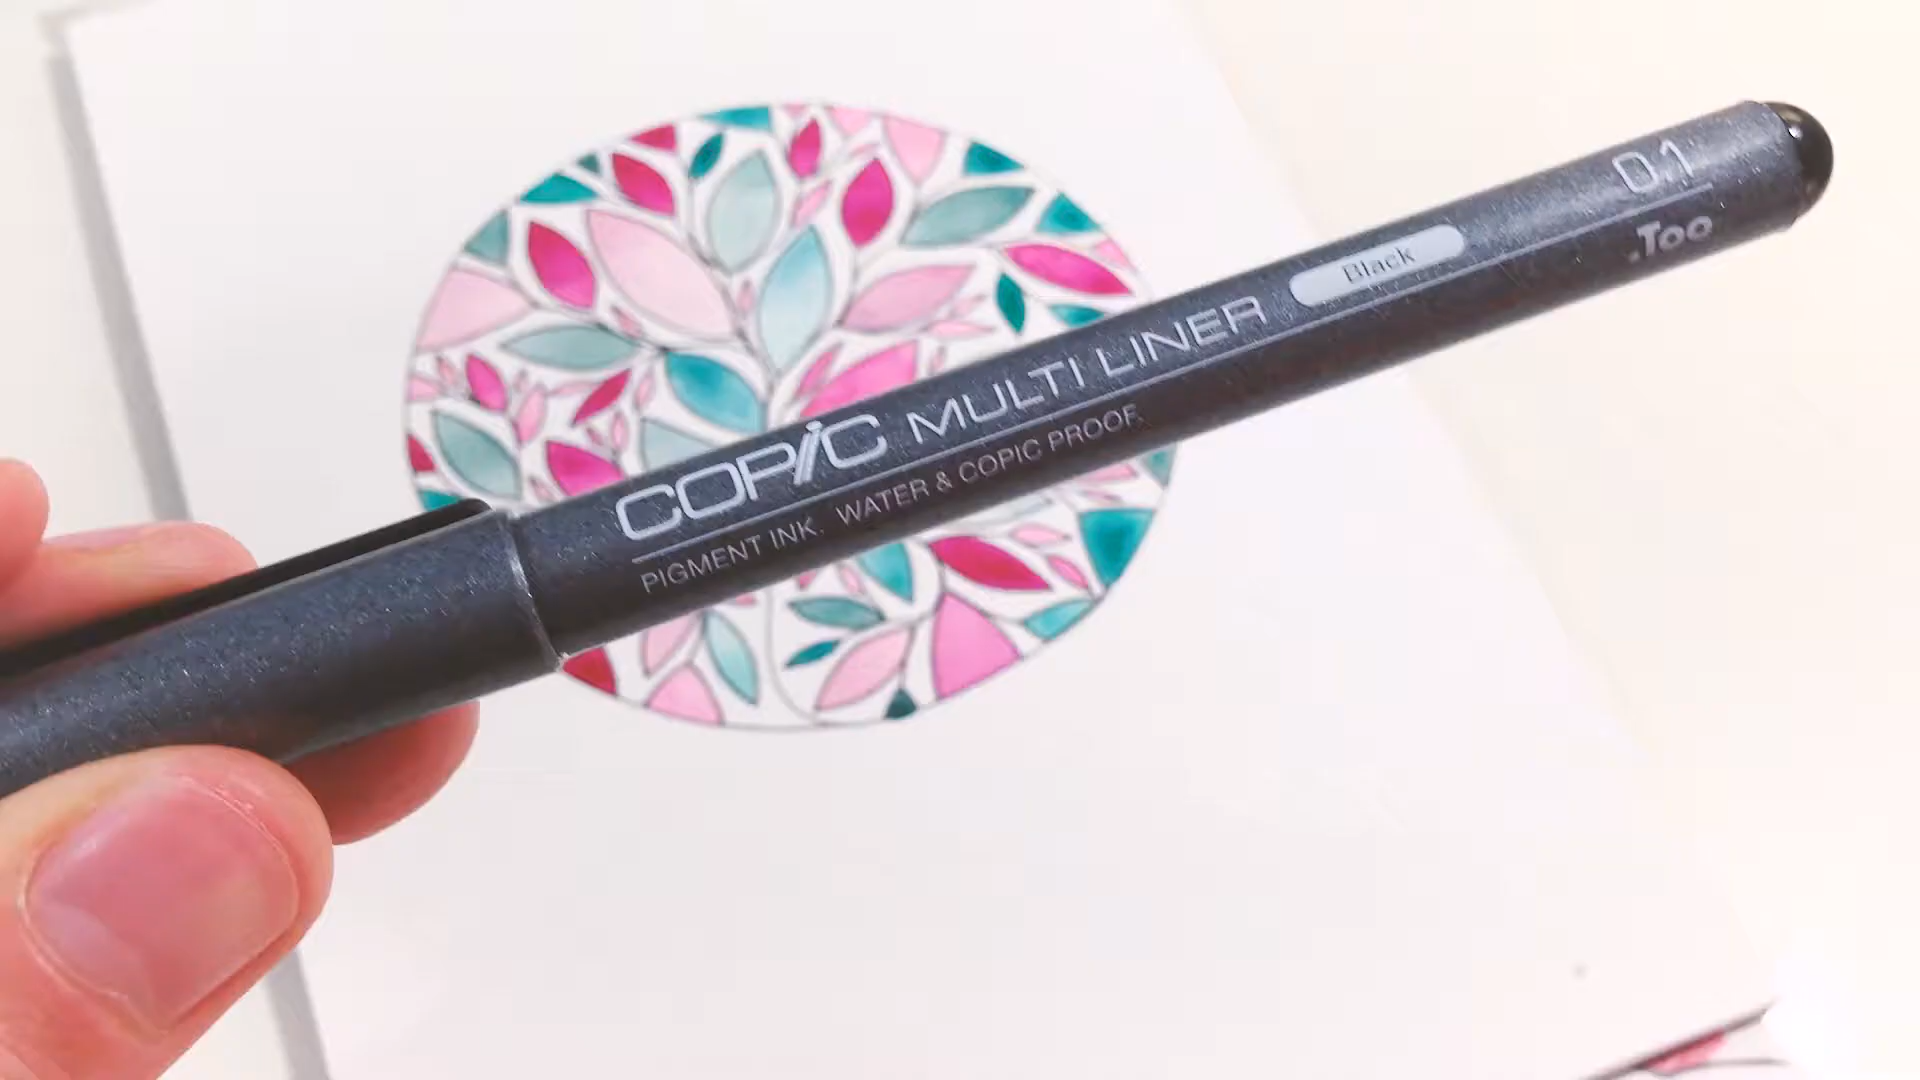 COPIC MULTI LINER Black 0.1
PIGMENT INK. WATER & COPIC PROOF. .Too